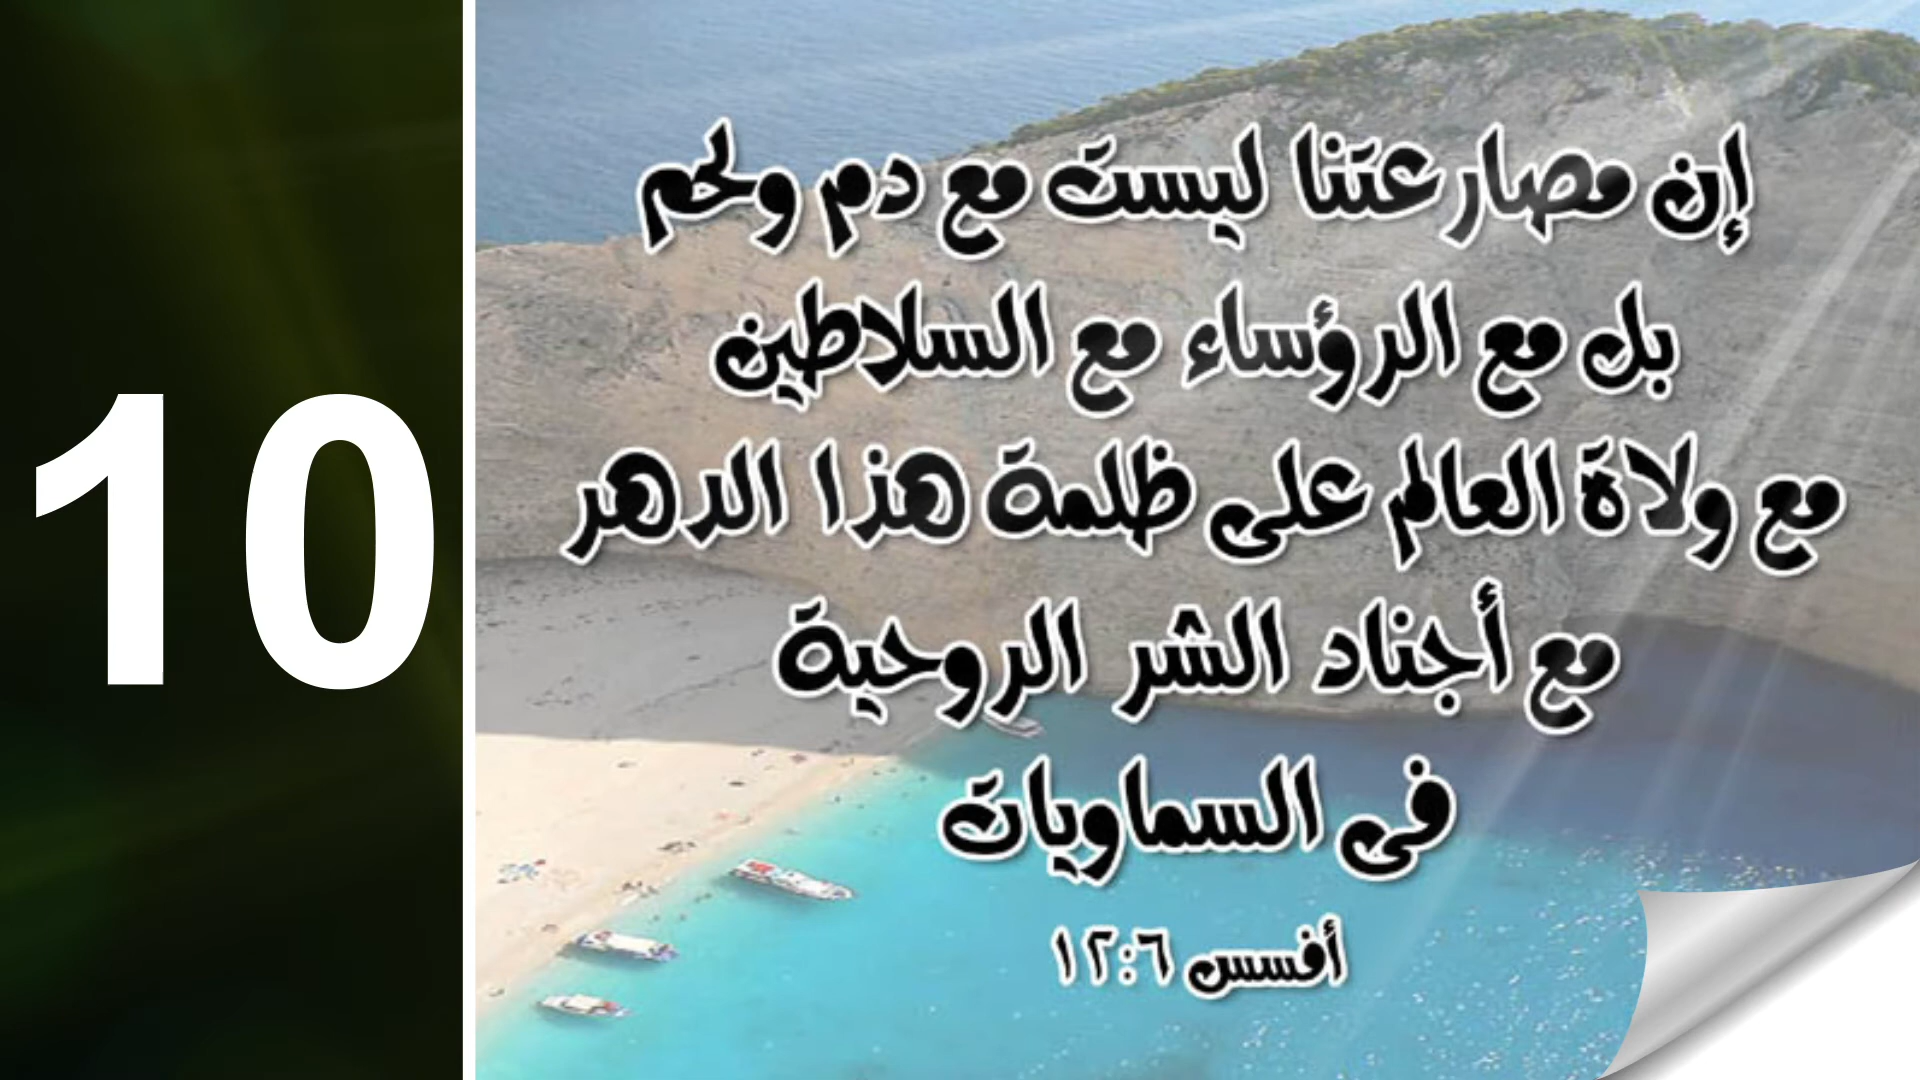 10
إن مصارعتنا ليست مع دم ولحم
بل مع الرؤساء مع السلاطين
مع ولاة العالم على ظلمة هذا الدهر
مع أجناد الشر الروحية
فى السماويات
أفسس ٦:١٢